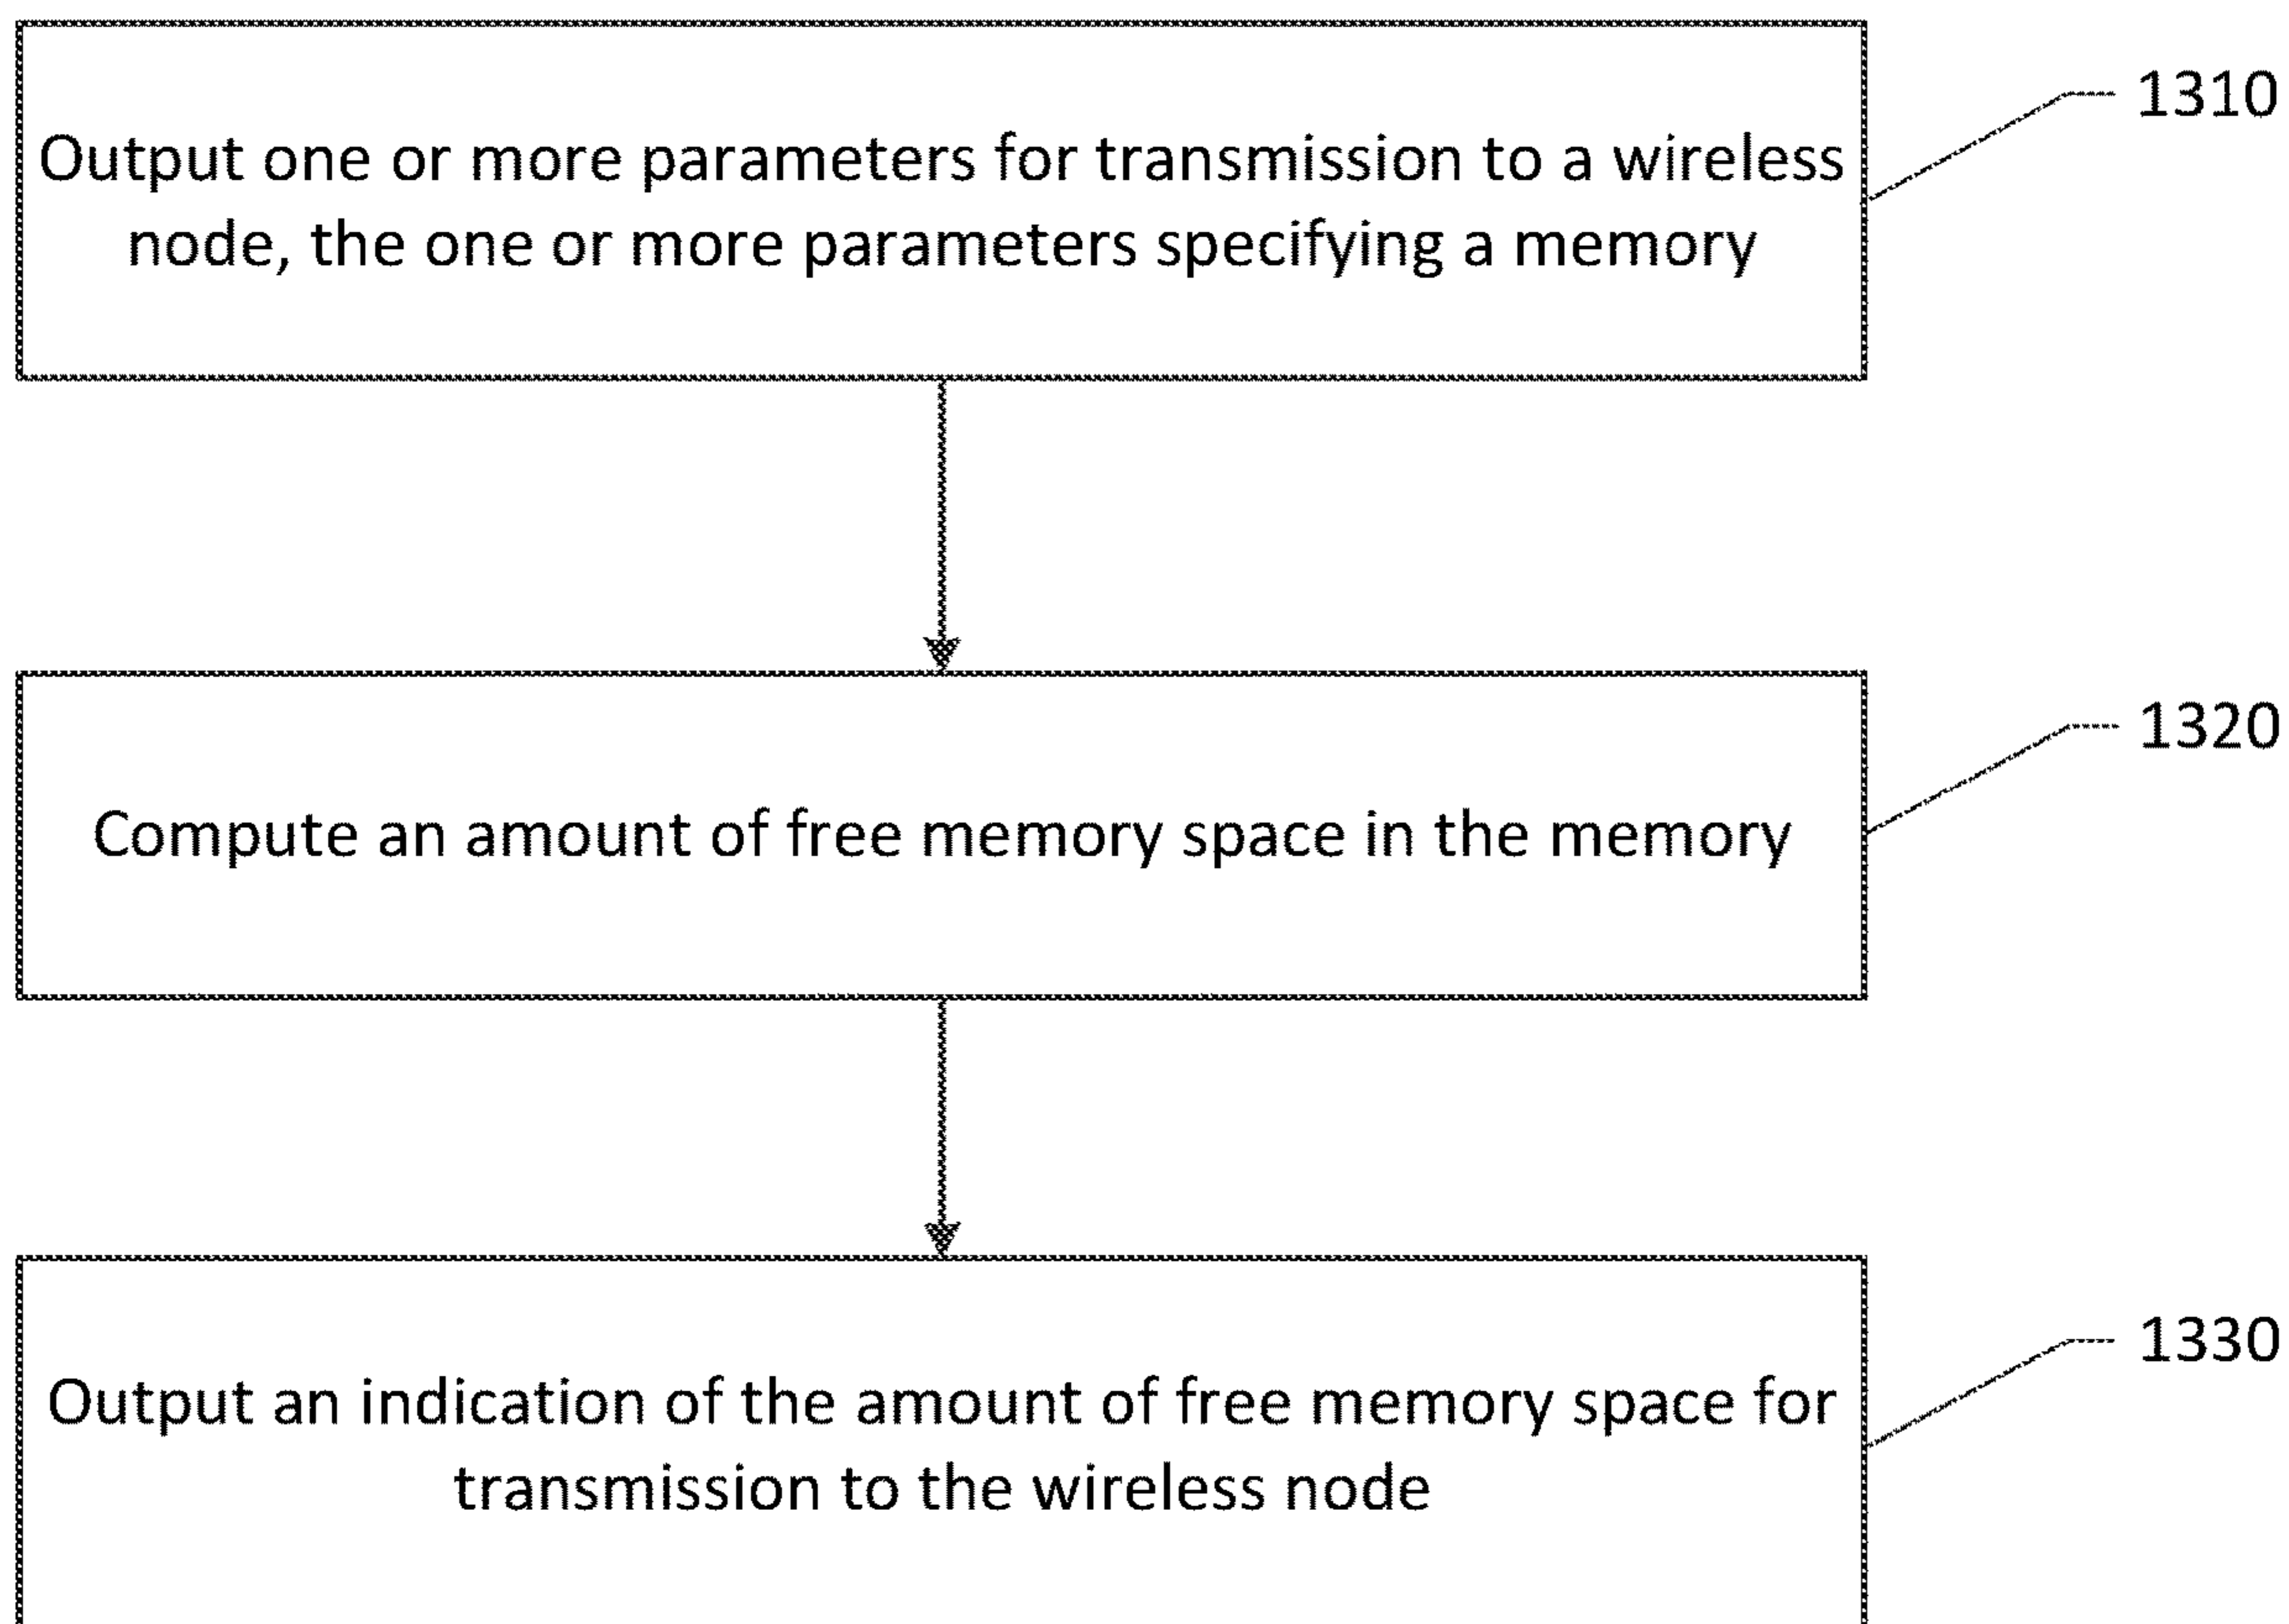 1310
Output one or more parameters for transmission to a wireless
node, the one or more parameters specifying a memory
1320
Compute an amount of free memory space in the memory
1330
Output an indication of the amount of free memory space for
transmission to the wireless node